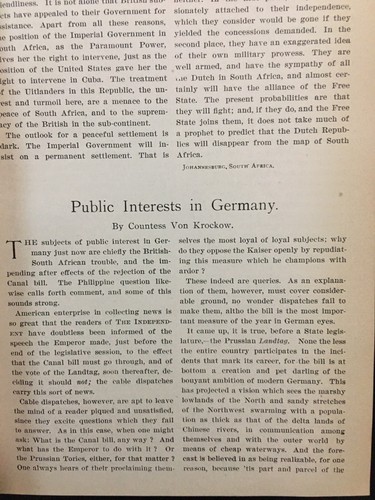 endliness. It is not alone that British sub-
cts have appealed to their Government for
sistance. Apart from all these reasons,
e position of the Imperial Government in
outh Africa, as the Paramount Power,
ives her the right to intervene, just as the
osition of the United States gave her the
ight to intervene in Cuba. The treatment
f the Uitlanders in this Republic, the un-
est and turmoil here, are a menace to the
peace of South Africa, and to the suprem-
acy of the British in the sub-continent.
The outlook for a peaceful settlement is
dark. The Imperial Government will in-
sist on a permanent settlement. That is
sionately attached to their independence,
which they consider would be gone if they
yielded the concessions demanded. In the
second place, they have an exaggerated idea
of their own military prowess. They are
well armed, and have the sympathy of all
the Dutch in South Africa, and almost cer-
tainly will have the alliance of the Free
State. The present probabilities are that
they will fight; and, if they do, and the Free
State joins them, it does not take much of
a prophet to predict that the Dutch Repub-
lics will disappear from the map of South
Africa.
JOHANNESBURG, SOUTH AFRICA.
Public Interests in Germany.
By Countess Von Krockow.
THE subjects of public interest in Ger-
many just now are chiefly the British-
South African trouble, and the im-
pending after effects of the rejection of the
Canal bill. The Philippine question like-
wise calls forth comment, and some of this
sounds strong.
American enterprise in collecting news is
so great that the readers of THE INDEPEND-
ENT have doubtless been informed of the
speech the Emperor made, just before the
end of the legislative session, to the effect
that the Canal bill must go through, and of
the vote of the Landtag, soon thereafter, de-
ciding it should not; the cable dispatches
carry this sort of news.
Cable dispatches, however, are apt to leave
the mind of a reader piqued and unsatisfied,
since they excite questions which they fail
to answer. As in this case, when one might
ask: What is the Canal bill, any way? And
what has the Emperor to do with it? Or
the Prussian Tories, either, for that matter?
One always hears of their proclaiming them-
selves the most loyal of loyal subjects; why
do they oppose the Kaiser openly by repudiat-
ing this measure which he champions with
ardor?
These indeed are queries. As an explana-
tion of them, however, must cover consider-
able ground, no wonder dispatches fail to
make them, altho the bill is the most impor-
tant measure of the year in German eyes.
It came up, it is true, before a State legis-
lature,—the Prussian Landtag. None the less
the entire country participates in the inci-
dents that mark its career, for the bill is at
bottom a creation and pet darling of the
buoyant ambition of modern Germany. This
has projected a vision which sees the marshy
lowlands of the North and sandy stretches
of the Northwest swarming with a popula-
tion as thick as that of the delta lands of
Chinese rivers, in communication among
themselves and with the outer world by
means of cheap waterways. And the fore-
cast is believed in as being realizable, for one
reason, because 'tis part and parcel of the